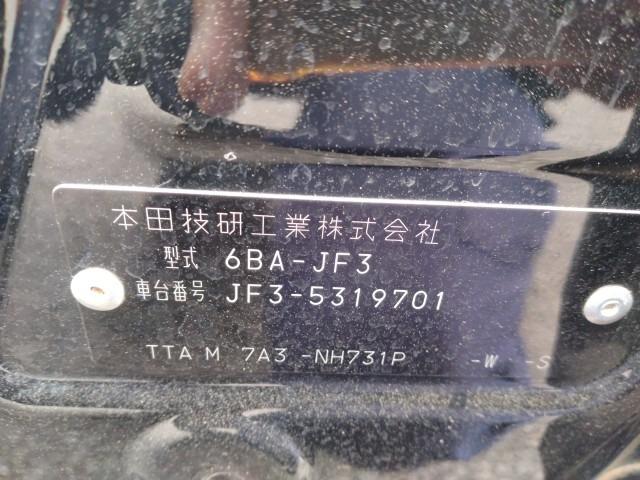 本田技研工業株式会社
型式 6BA-JF3
車台番号 JF3-5319701
TTA M 7A3 -NH731P -W -S